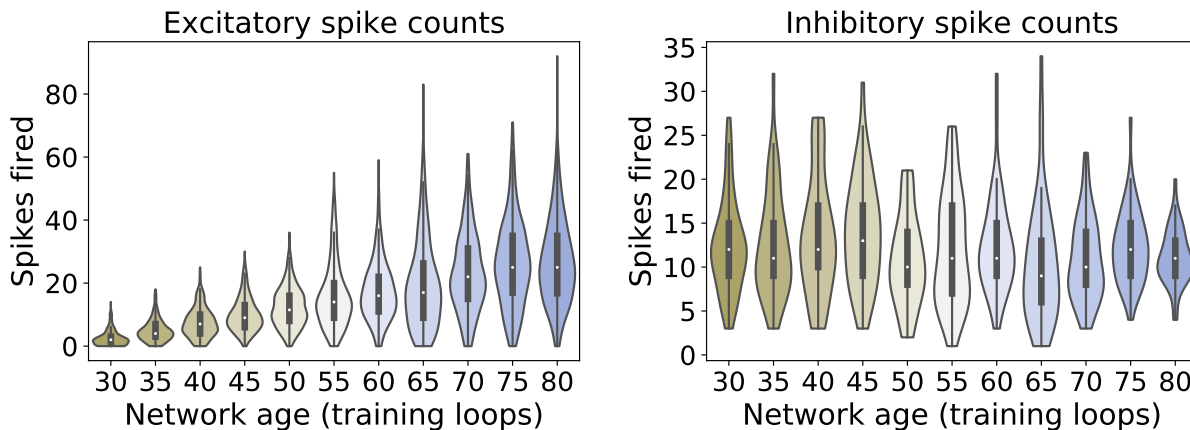 Excitatory spike counts
Spikes fired
80
60
40
20
0
30 35 40 45 50 55 60 65 70 75 80
Network age (training loops)
Inhibitory spike counts
Spikes fired
35
30
25
20
15
10
5
0
30 35 40 45 50 55 60 65 70 75 80
Network age (training loops)